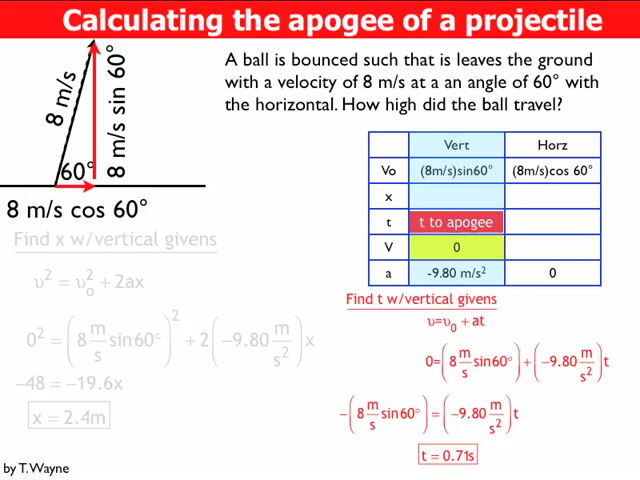 Calculating the apogee of a projectile
8 m/s
8 m/s sin 60°
60°
8 m/s cos 60°
A ball is bounced such that is leaves the ground
with a velocity of 8 m/s at a an angle of 60° with
the horizontal. How high did the ball travel?
Vert Horz
Vo (8m/s)sin60° (8m/s)cos 60°
x
t t to apogee
V 0
a -9.80 m/s² 0
Find x w/vertical givens
υ² = υₒ² + 2ax
0² = (8 m/s sin60°)² + 2(−9.80 m/s²)x
−48 = −19.6x
x = 2.4m
Find t w/vertical givens
υ=υ₀ + at
0=(8 m/s sin60°)+(−9.80 m/s²)t
−(8 m/s sin60°)=(−9.80 m/s²)t
t = 0.71s
by T. Wayne